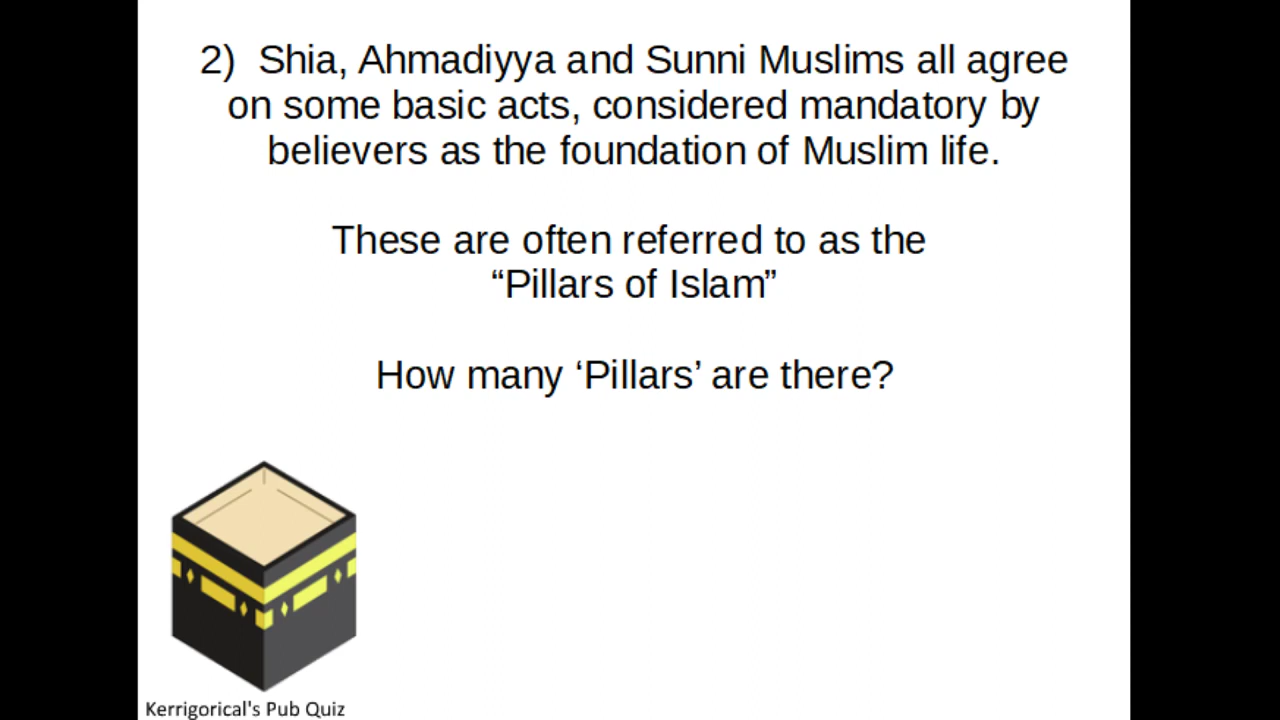 2)  Shia, Ahmadiyya and Sunni Muslims all agree
on some basic acts, considered mandatory by
believers as the foundation of Muslim life.
These are often referred to as the
“Pillars of Islam”
How many ‘Pillars’ are there?
Kerrigorical's Pub Quiz